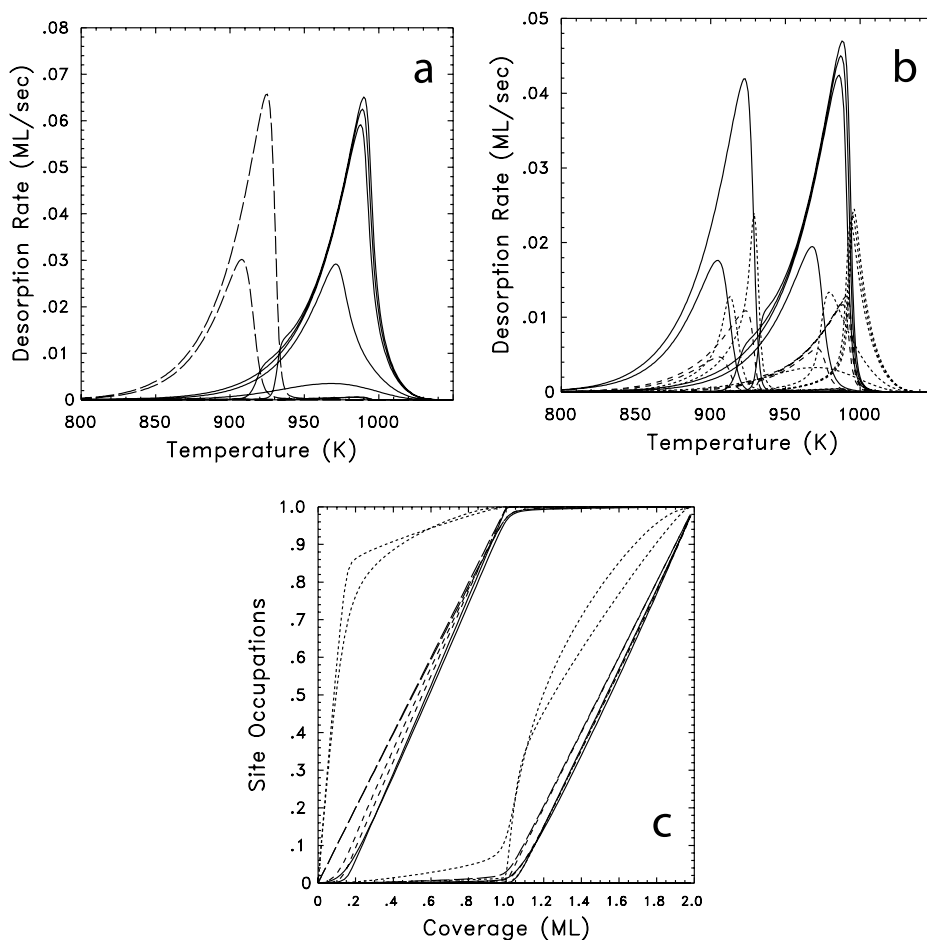 a
Desorption Rate (ML/sec)
.08
.07
.06
.05
.04
.03
.02
.01
0
800 850 900 950 1000
Temperature (K)
b
Desorption Rate (ML/sec)
.05
.04
.03
.02
.01
0
800 850 900 950 1000
Temperature (K)
c
Site Occupations
1.0
.9
.8
.7
.6
.5
.4
.3
.2
.1
0
0 .2 .4 .6 .8 1.0 1.2 1.4 1.6 1.8 2.0
Coverage (ML)